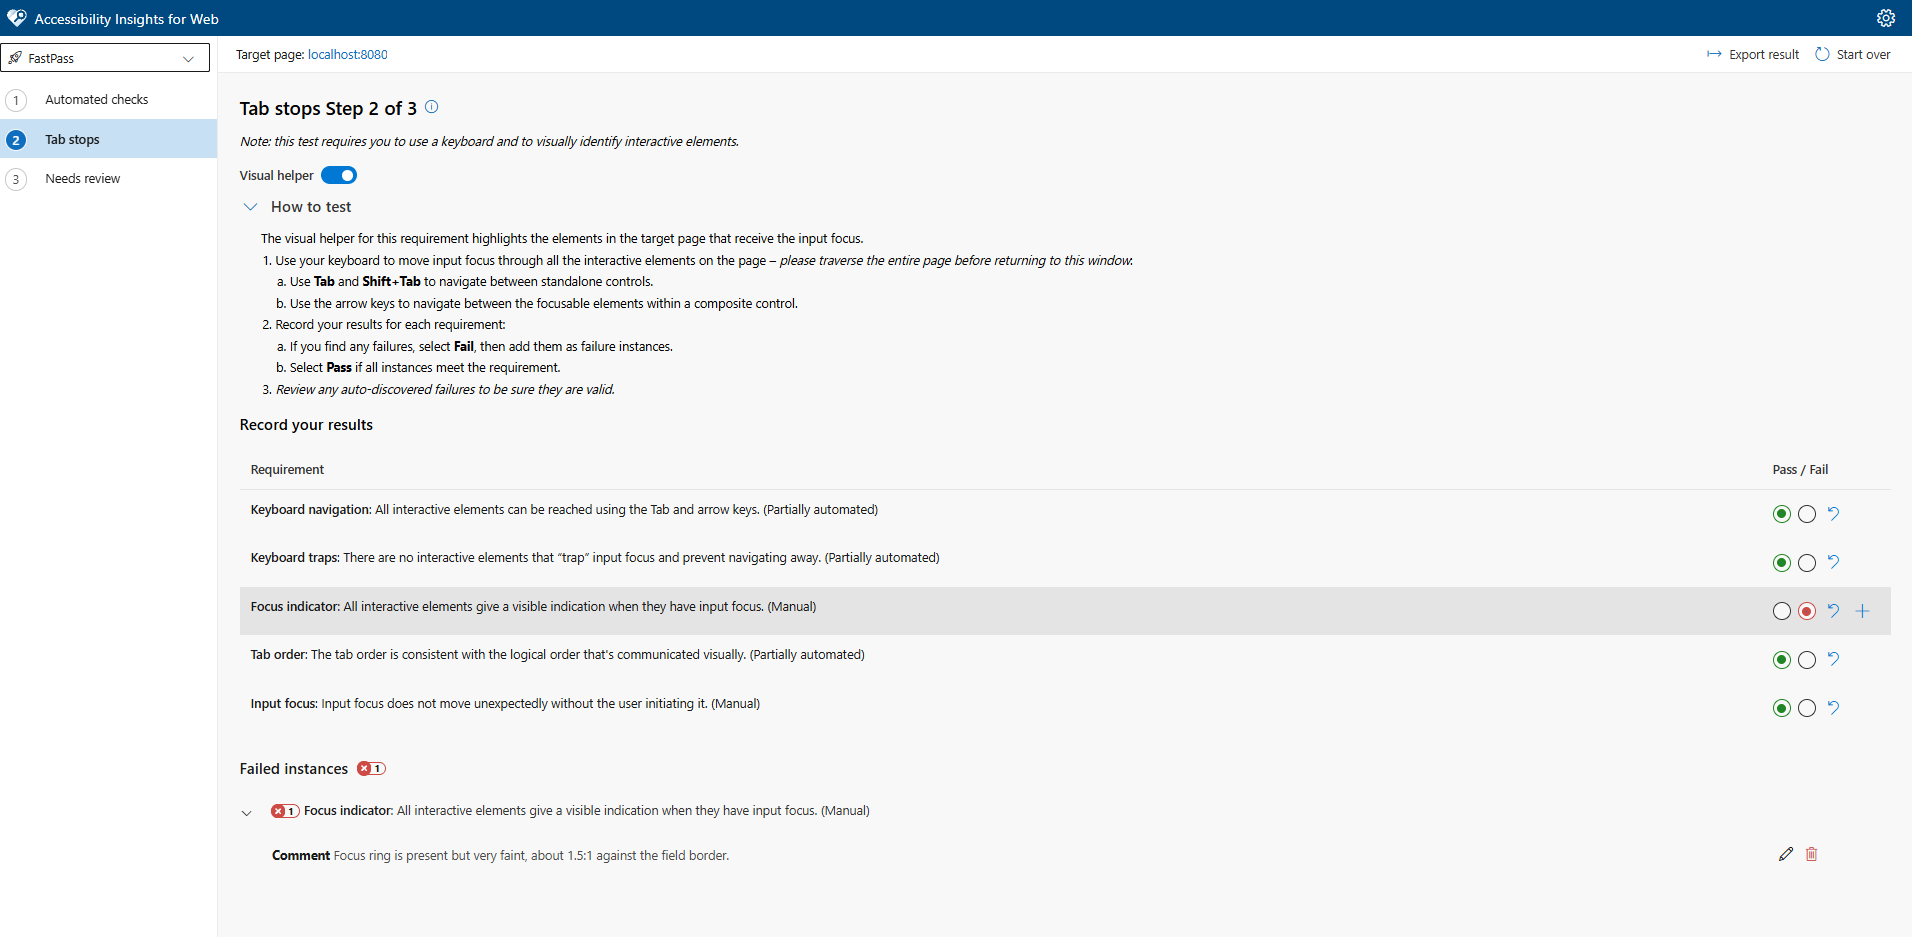 Accessibility Insights for Web
FastPass
Target page: localhost:8080
Export result
Start over
1 Automated checks
2 Tab stops
3 Needs review
Tab stops Step 2 of 3
Note: this test requires you to use a keyboard and to visually identify interactive elements.
Visual helper
How to test
The visual helper for this requirement highlights the elements in the target page that receive the input focus.
1. Use your keyboard to move input focus through all the interactive elements on the page – please traverse the entire page before returning to this window.
a. Use Tab and Shift+Tab to navigate between standalone controls.
b. Use the arrow keys to navigate between the focusable elements within a composite control.
2. Record your results for each requirement:
a. If you find any failures, select Fail, then add them as failure instances.
b. Select Pass if all instances meet the requirement.
3. Review any auto-discovered failures to be sure they are valid.
Record your results
Requirement
Pass / Fail
Keyboard navigation: All interactive elements can be reached using the Tab and arrow keys. (Partially automated)
Keyboard traps: There are no interactive elements that “trap” input focus and prevent navigating away. (Partially automated)
Focus indicator: All interactive elements give a visible indication when they have input focus. (Manual)
Tab order: The tab order is consistent with the logical order that's communicated visually. (Partially automated)
Input focus: Input focus does not move unexpectedly without the user initiating it. (Manual)
Failed instances 1
1 Focus indicator: All interactive elements give a visible indication when they have input focus. (Manual)
Comment Focus ring is present but very faint, about 1.5:1 against the field border.